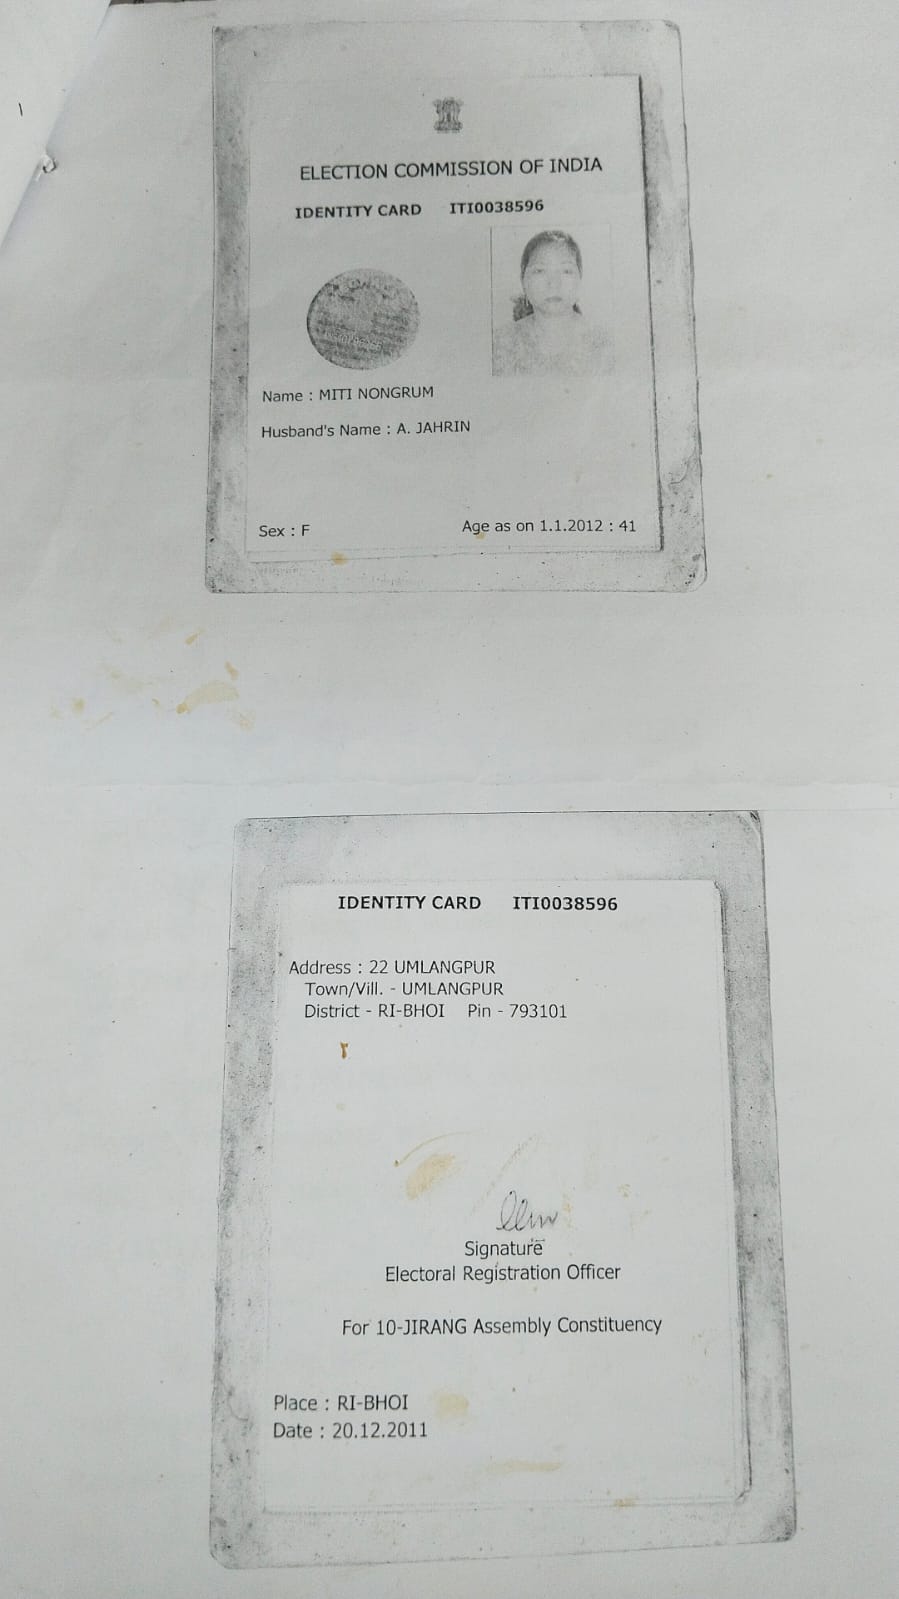 ELECTION COMMISSION OF INDIA
IDENTITY CARD ITI0038596
Name : MITI NONGRUM
Husband's Name : A. JAHRIN
Sex : F Age as on 1.1.2012 : 41
IDENTITY CARD ITI0038596
Address : 22 UMLANGPUR
Town/Vill. - UMLANGPUR
District - RI-BHOI Pin - 793101
Signature
Electoral Registration Officer
For 10-JIRANG Assembly Constituency
Place : RI-BHOI
Date : 20.12.2011